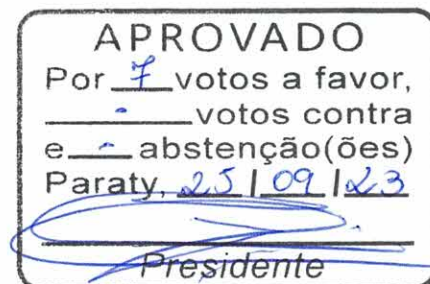 APROVADO
Por 7 votos a favor,
- votos contra
e - abstenção(ões)
Paraty, 25 / 09 / 23
Presidente